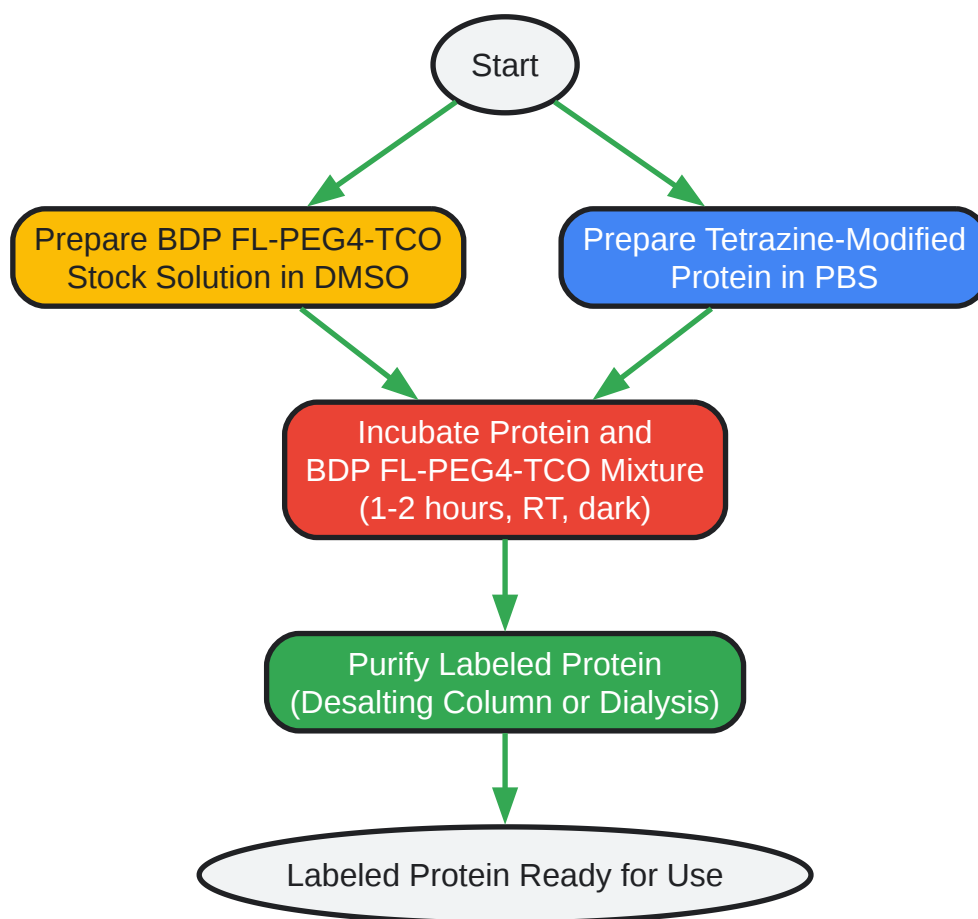 Start
Prepare BDP FL-PEG4-TCO
Stock Solution in DMSO
Prepare Tetrazine-Modified
Protein in PBS
Incubate Protein and
BDP FL-PEG4-TCO Mixture
(1-2 hours, RT, dark)
Purify Labeled Protein
(Desalting Column or Dialysis)
Labeled Protein Ready for Use